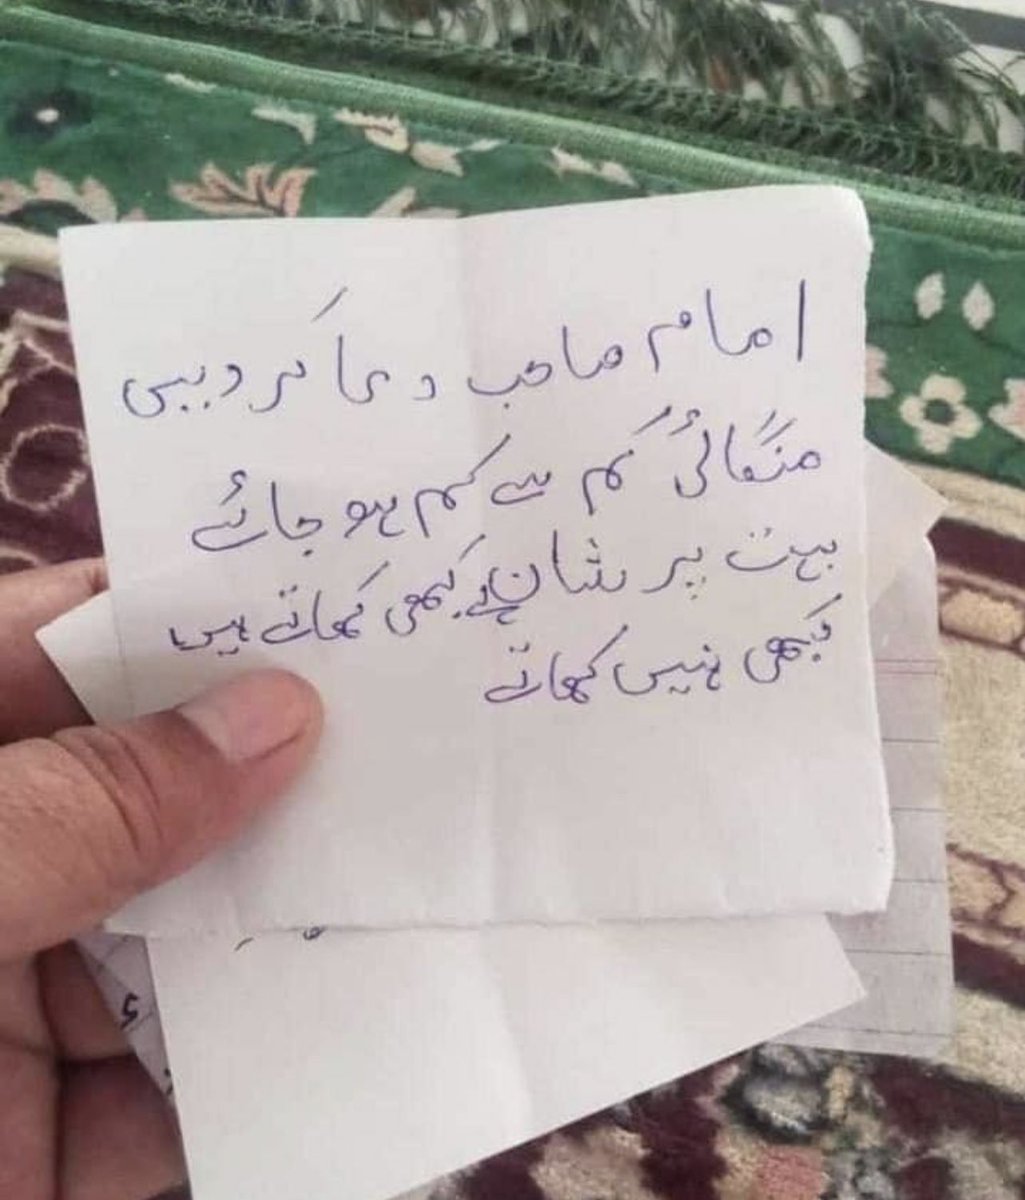 امام صاحب دعا کر دیں
منگائی کم سے کم ہو جائے
بہت پریشان ہے کبھی کھاتے ہیں
کبھی نہیں کھاتے